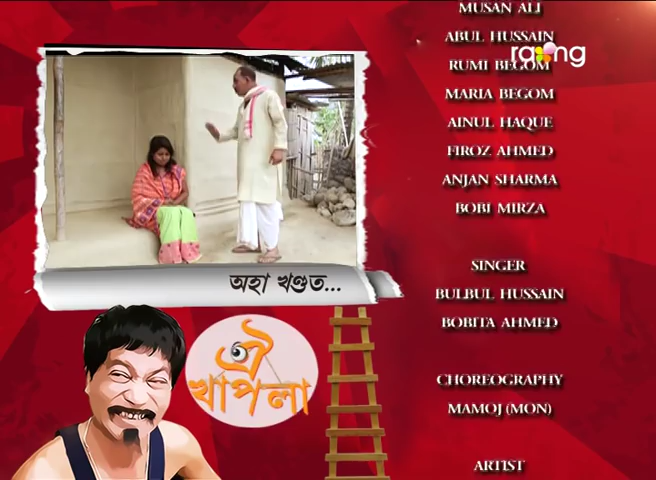 MUSAN ALI
ABUL HUSSAIN
rang
RUMI BEGOM
MARIA BEGOM
AINUL HAQUE
FIROZ AHMED
ANJAN SHARMA
BOBI MIRZA
SINGER
BULBUL HUSSAIN
BOBITA AHMED
CHOREOGRAPHY
MAMOJ (MON)
ARTIST
অহা খণ্ডত...
ঐ
খাপলা